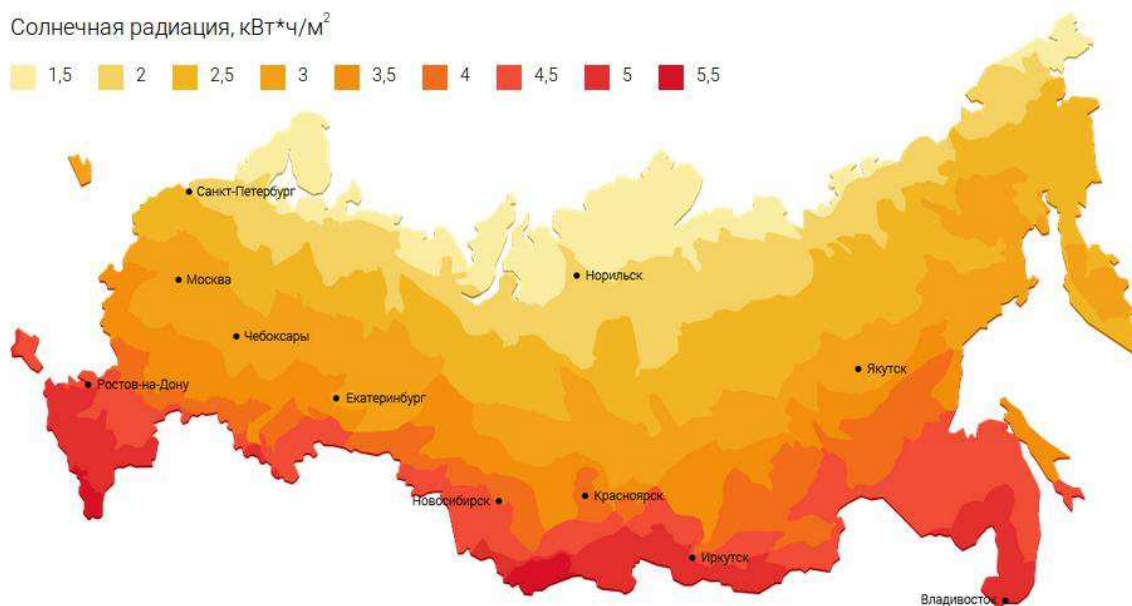 Солнечная радиация, кВт*ч/м²
1,5 2 2,5 3 3,5 4 4,5 5 5,5
Санкт-Петербург
Норильск
Москва
Чебоксары
Якутск
Ростов-на-Дону
Екатеринбург
Красноярск
Новосибирск
Иркутск
Владивосток